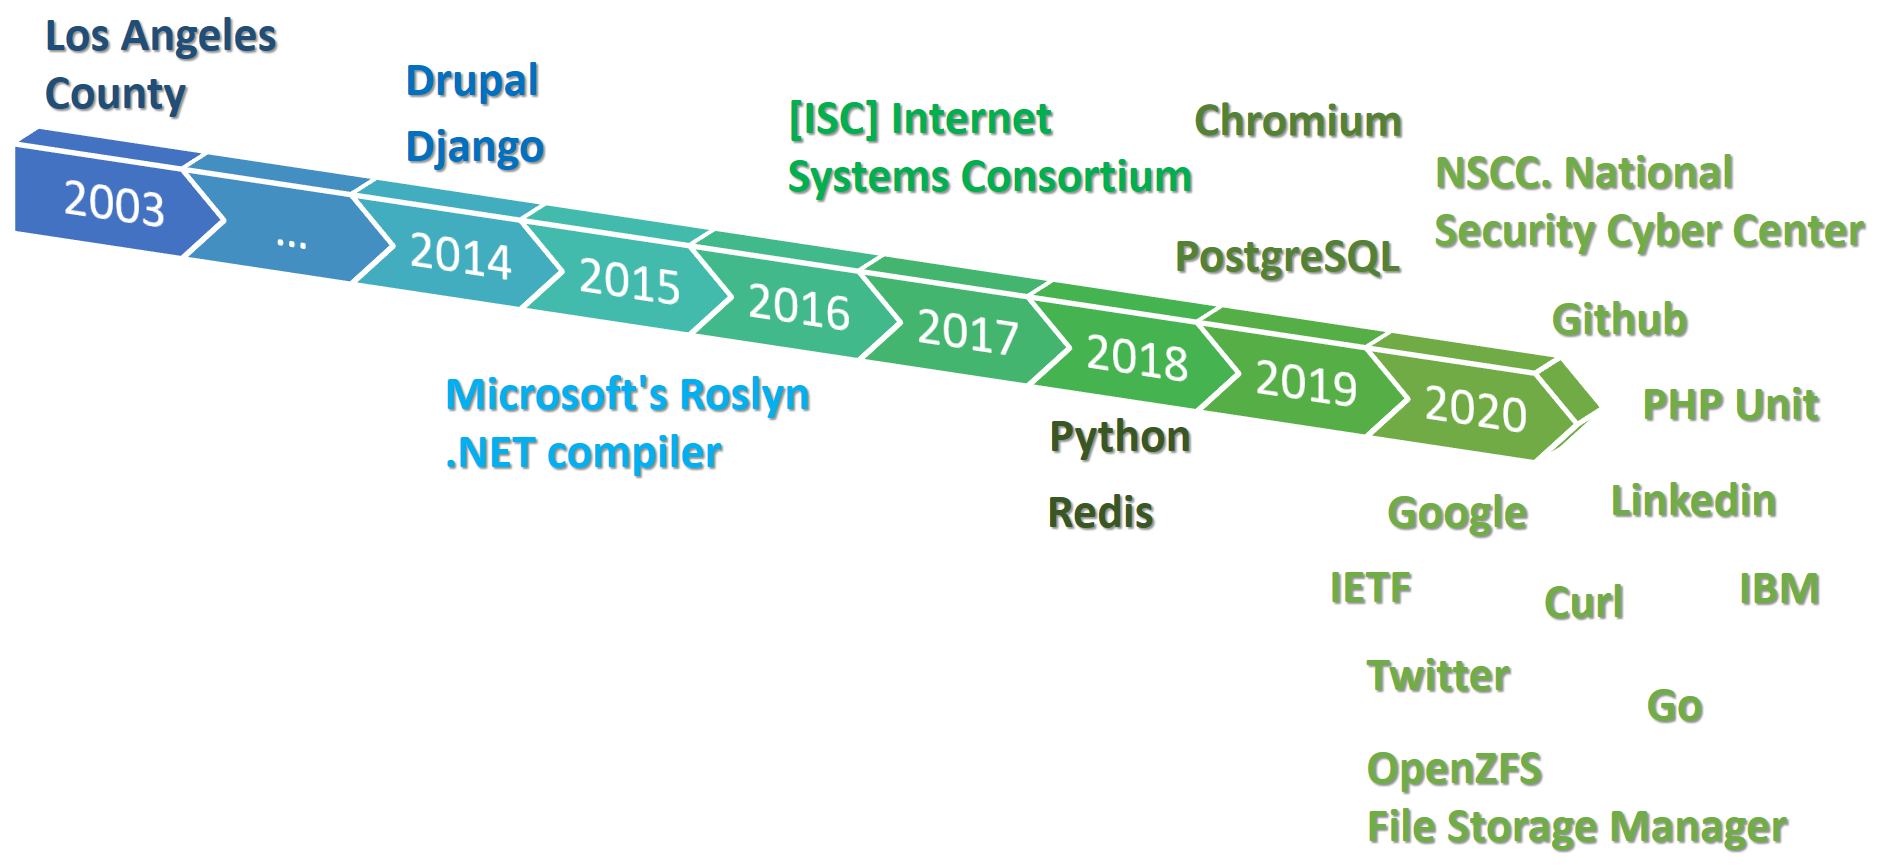 Los Angeles
County
Drupal
Django
[ISC] Internet
Systems Consortium
Chromium
NSCC. National
Security Cyber Center
PostgreSQL
Github
2003
...
2014
2015
2016
2017
2018
2019
2020
Microsoft's Roslyn
.NET compiler
Python
Redis
PHP Unit
Google
Linkedin
IETF
Curl
IBM
Twitter
Go
OpenZFS
File Storage Manager